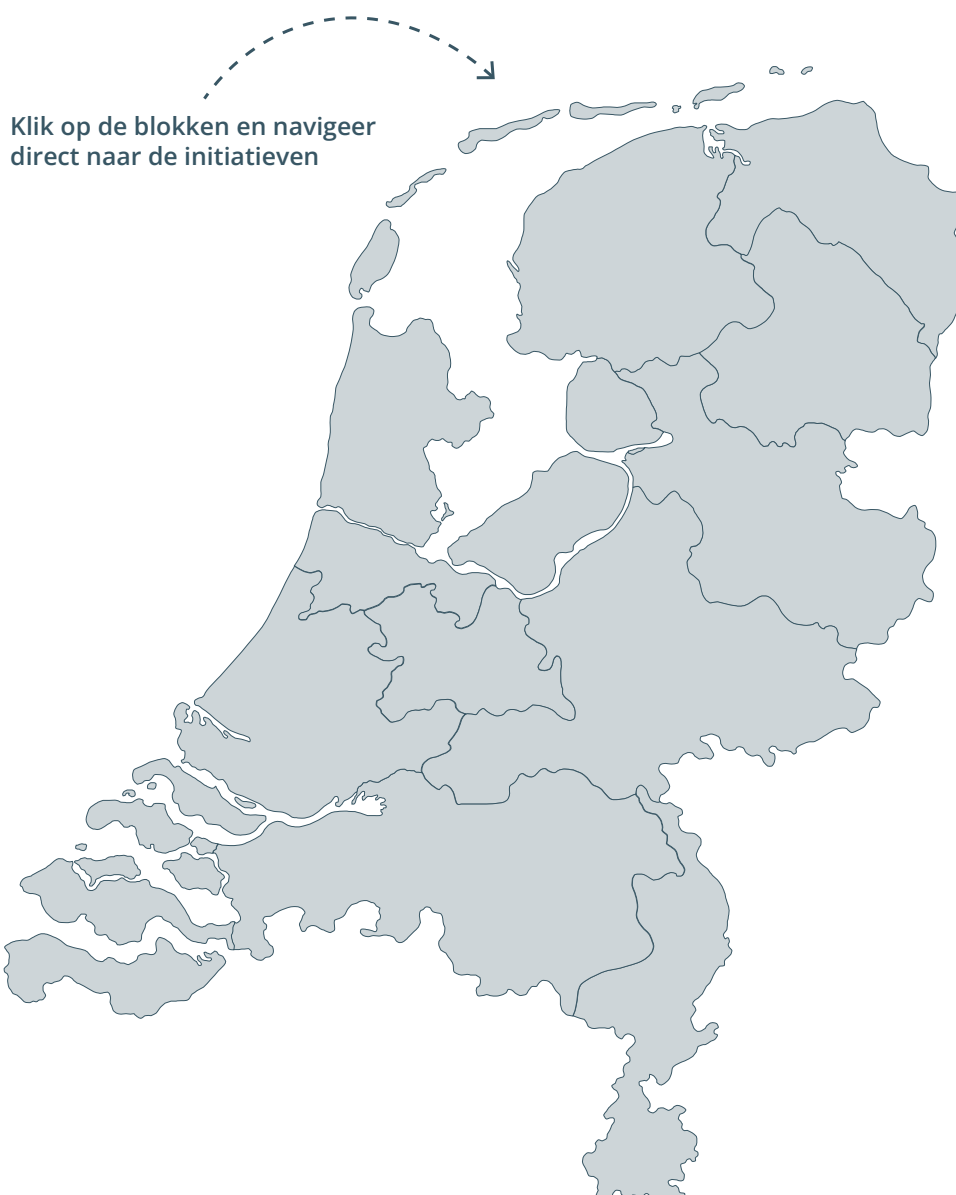 Klik op de blokken en navigeer
direct naar de initiatieven